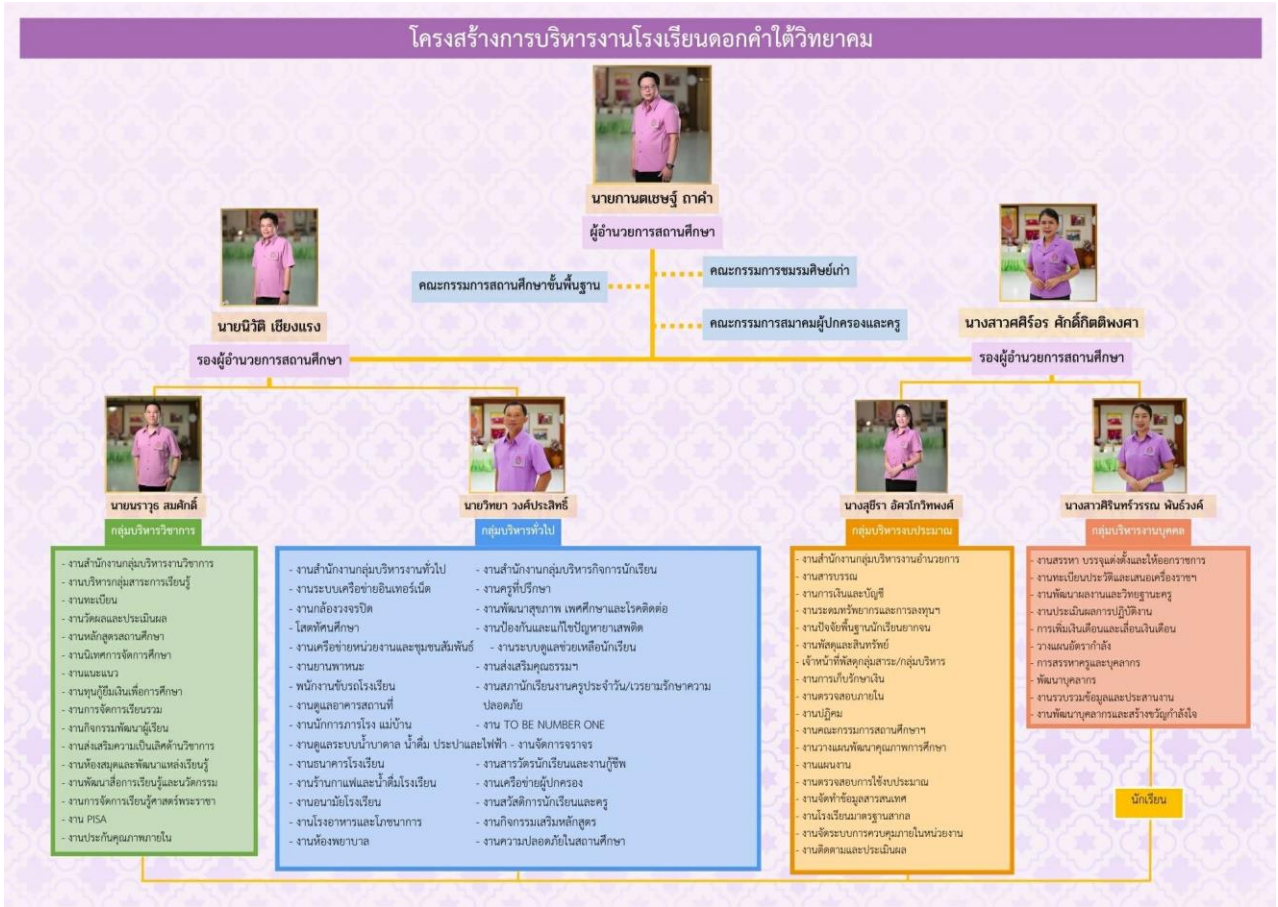 โครงสร้างการบริหารงานโรงเรียนดอกคำใต้วิทยาคม
นายกานตเชษฐ์ ถาคำ
ผู้อำนวยการสถานศึกษา
คณะกรรมการสถานศึกษาขั้นพื้นฐาน
คณะกรรมการชมรมศิษย์เก่า
คณะกรรมการสมาคมผู้ปกครองและครู
นายนิวัติ เชียงแรง
รองผู้อำนวยการสถานศึกษา
นางสาวศศิร์อร ศักดิ์กิตติพงศา
รองผู้อำนวยการสถานศึกษา
นายนราวุธ สมศักดิ์
กลุ่มบริหารวิชาการ
- งานสำนักงานกลุ่มบริหารงานวิชาการ
- งานบริหารกลุ่มสาระการเรียนรู้
- งานทะเบียน
- งานวัดผลและประเมินผล
- งานหลักสูตรสถานศึกษา
- งานนิเทศการจัดการศึกษา
- งานแนะแนว
- งานทุนกู้ยืมเงินเพื่อการศึกษา
- งานการจัดการเรียนรวม
- งานกิจกรรมพัฒนาผู้เรียน
- งานส่งเสริมความเป็นเลิศด้านวิชาการ
- งานห้องสมุดและพัฒนาแหล่งเรียนรู้
- งานพัฒนาสื่อการเรียนรู้และนวัตกรรม
- งานการจัดการเรียนรู้ศาสตร์พระราชา
- งาน PISA
- งานประกันคุณภาพภายใน
นายวิทยา วงศ์ประสิทธิ์
กลุ่มบริหารทั่วไป
- งานสำนักงานกลุ่มบริหารงานทั่วไป
- งานระบบเครือข่ายอินเทอร์เน็ต
- งานกล้องวงจรปิด
- โสตทัศนศึกษา
- งานเครือข่ายหน่วยงานและชุมชนสัมพันธ์
- งานยานพาหนะ
- พนักงานขับรถโรงเรียน
- งานดูแลอาคารสถานที่
- งานนักการภารโรง แม่บ้าน
- งานดูแลระบบน้ำบาดาล น้ำดื่ม ประปาและไฟฟ้า
- งานธนาคารโรงเรียน
- งานร้านกาแฟและน้ำดื่มโรงเรียน
- งานอนามัยโรงเรียน
- งานโรงอาหารและโภชนาการ
- งานห้องพยาบาล
- งานสำนักงานกลุ่มบริหารกิจการนักเรียน
- งานครูที่ปรึกษา
- งานพัฒนาสุขภาพ เพศศึกษาและโรคติดต่อ
- งานป้องกันและแก้ไขปัญหายาเสพติด
- งานระบบดูแลช่วยเหลือนักเรียน
- งานส่งเสริมคุณธรรมฯ
- งานสภานักเรียนงานครูประจำวัน/เวรยามรักษาความ
ปลอดภัย
- งาน TO BE NUMBER ONE
- งานจัดการจราจร
- งานสารวัตรนักเรียนและงานกู้ชีพ
- งานเครือข่ายผู้ปกครอง
- งานสวัสดิการนักเรียนและครู
- งานกิจกรรมเสริมหลักสูตร
- งานความปลอดภัยในสถานศึกษา
นางสุชีรา อัศวโกวิทพงศ์
กลุ่มบริหารงบประมาณ
- งานสำนักงานกลุ่มบริหารงานอำนวยการ
- งานสารบรรณ
- งานการเงินและบัญชี
- งานระดมทรัพยากรและการลงทุนฯ
- งานปัจจัยพื้นฐานนักเรียนยากจน
- งานพัสดุและสินทรัพย์
- เจ้าหน้าที่พัสดุกลุ่มสาระ/กลุ่มบริหาร
- งานการเก็บรักษาเงิน
- งานตรวจสอบภายใน
- งานปฏิคม
- งานคณะกรรมการสถานศึกษาฯ
- งานวางแผนพัฒนาคุณภาพการศึกษา
- งานแผนงาน
- งานตรวจสอบการใช้งบประมาณ
- งานจัดทำข้อมูลสารสนเทศ
- งานโรงเรียนมาตรฐานสากล
- งานจัดระบบการควบคุมภายในหน่วยงาน
- งานติดตามและประเมินผล
นางสาวศิรินทร์วรรณ พันธ์วงค์
กลุ่มบริหารงานบุคคล
- งานสรรหา บรรจุแต่งตั้งและให้ออกราชการ
- งานทะเบียนประวัติและเสนอเครื่องราชฯ
- งานพัฒนาผลงานและวิทยฐานะครู
- งานประเมินผลการปฏิบัติงาน
- การเพิ่มเงินเดือนและเลื่อนเงินเดือน
- วางแผนอัตรากำลัง
- การสรรหาครูและบุคลากร
- พัฒนาบุคลากร
- งานรวบรวมข้อมูลและประสานงาน
- งานพัฒนาบุคลากรและสร้างขวัญกำลังใจ
นักเรียน